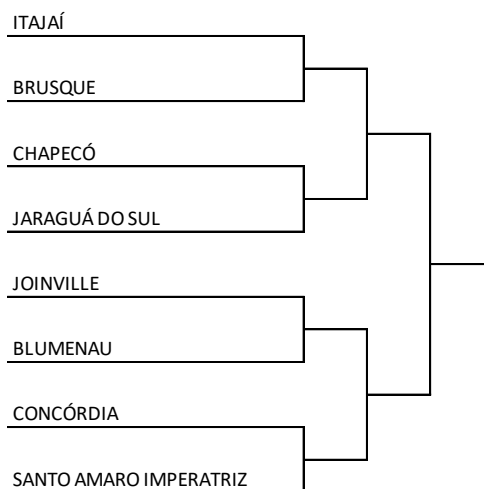 ITAJAÍ
BRUSQUE
CHAPECÓ
JARAGUÁ DO SUL
JOINVILLE
BLUMENAU
CONCÓRDIA
SANTO AMARO IMPERATRIZ